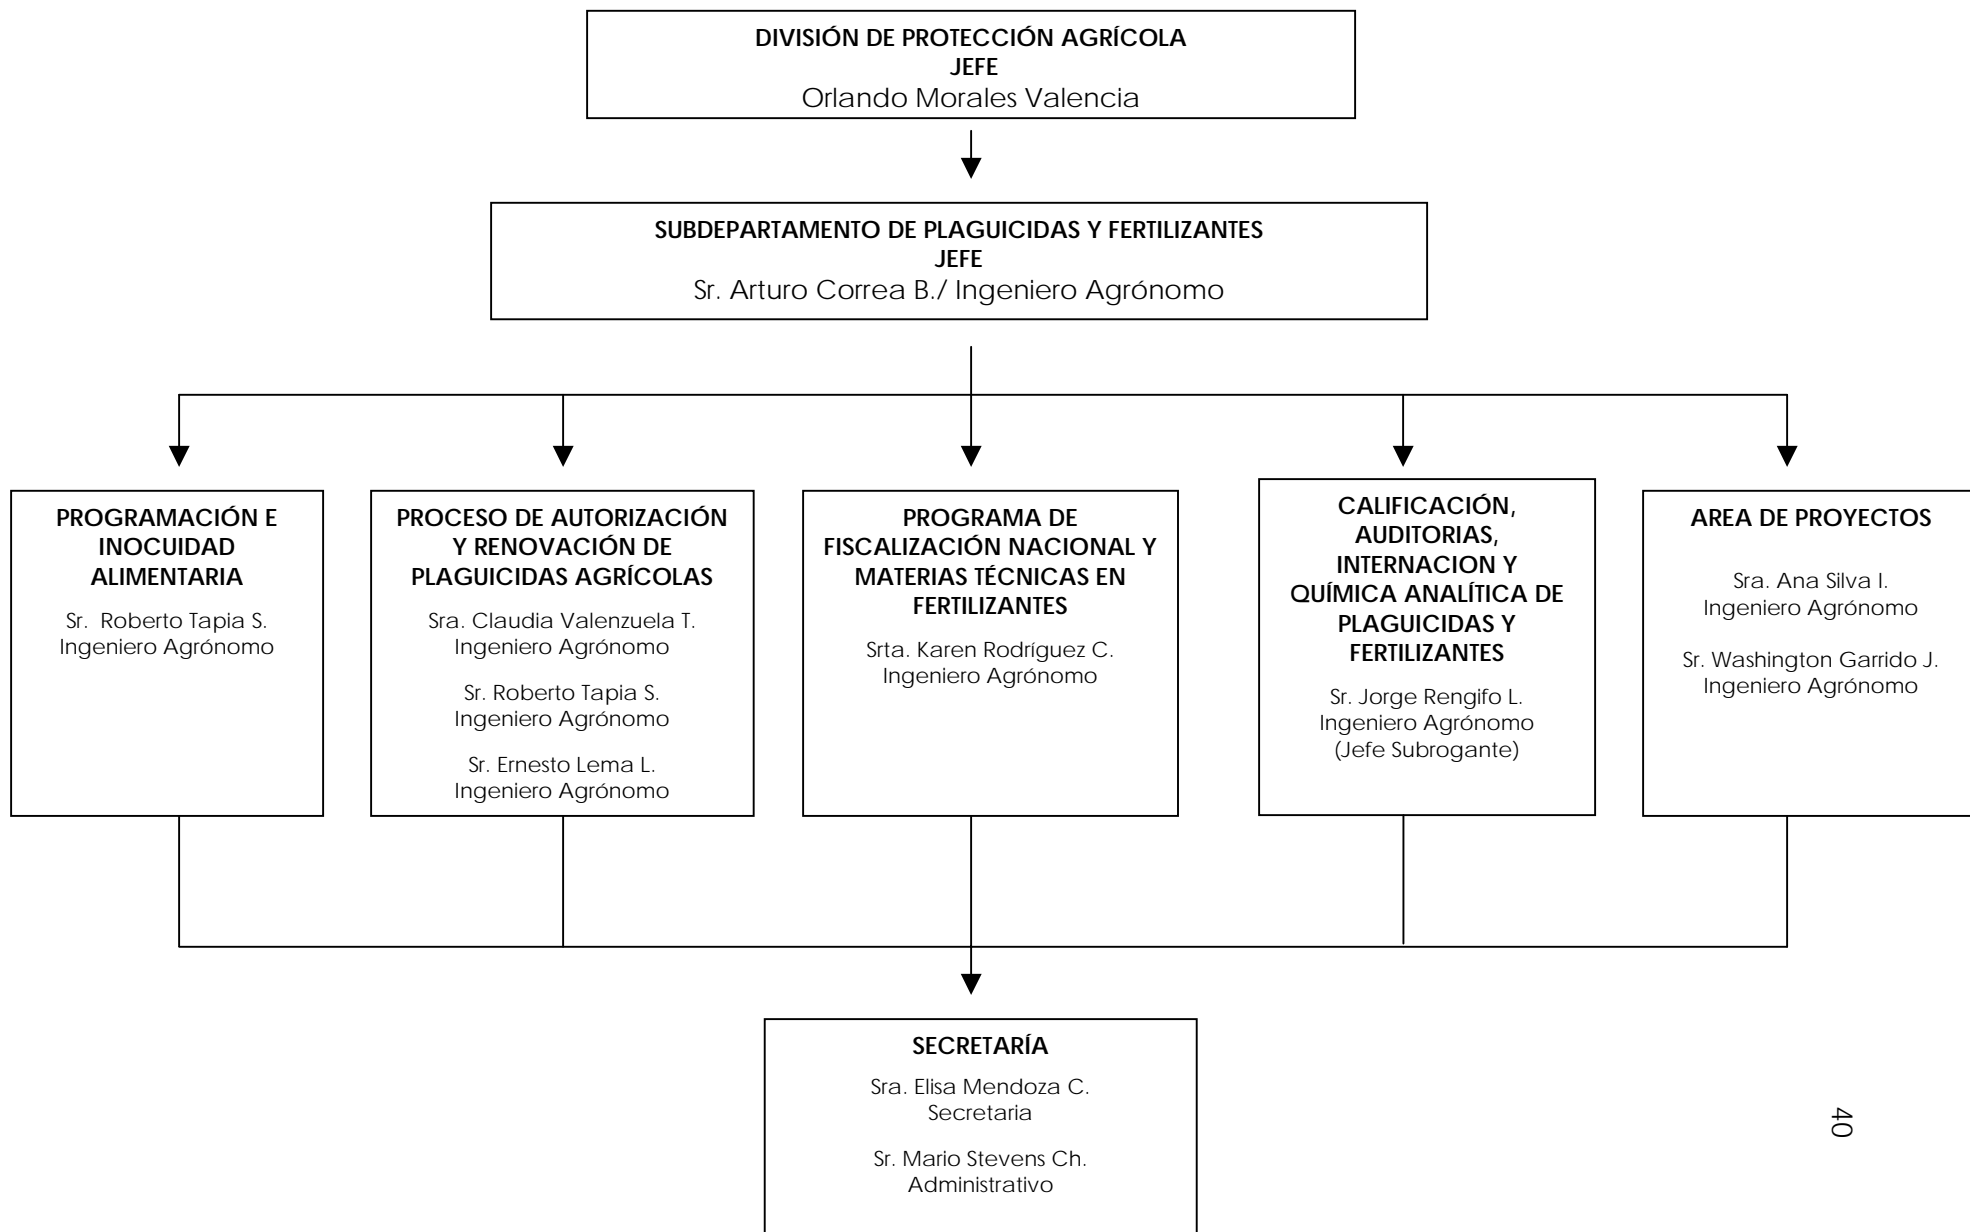 DIVISIÓN DE PROTECCIÓN AGRÍCOLA
JEFE
Orlando Morales Valencia
SUBDEPARTAMENTO DE PLAGUICIDAS Y FERTILIZANTES
JEFE
Sr. Arturo Correa B./ Ingeniero Agrónomo
PROGRAMACIÓN E
INOCUIDAD
ALIMENTARIA
Sr. Roberto Tapia S.
Ingeniero Agrónomo
PROCESO DE AUTORIZACIÓN
Y RENOVACIÓN DE
PLAGUICIDAS AGRÍCOLAS
Sra. Claudia Valenzuela T.
Ingeniero Agrónomo
Sr. Roberto Tapia S.
Ingeniero Agrónomo
Sr. Ernesto Lema L.
Ingeniero Agrónomo
PROGRAMA DE
FISCALIZACIÓN NACIONAL Y
MATERIAS TÉCNICAS EN
FERTILIZANTES
Srta. Karen Rodríguez C.
Ingeniero Agrónomo
CALIFICACIÓN,
AUDITORIAS,
INTERNACION Y
QUÍMICA ANALÍTICA DE
PLAGUICIDAS Y
FERTILIZANTES
Sr. Jorge Rengifo L.
Ingeniero Agrónomo
(Jefe Subrogante)
AREA DE PROYECTOS
Sra. Ana Silva I.
Ingeniero Agrónomo
Sr. Washington Garrido J.
Ingeniero Agrónomo
SECRETARÍA
Sra. Elisa Mendoza C.
Secretaria
Sr. Mario Stevens Ch.
Administrativo
40